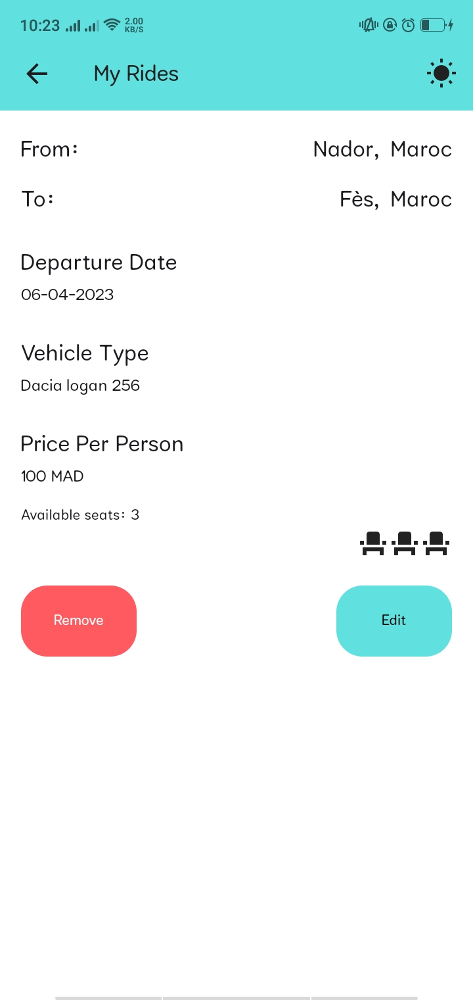 10:23 2.00 KB/S
My Rides
From: Nador, Maroc
To: Fès, Maroc
Departure Date
06-04-2023
Vehicle Type
Dacia logan 256
Price Per Person
100 MAD
Available seats: 3
Remove Edit